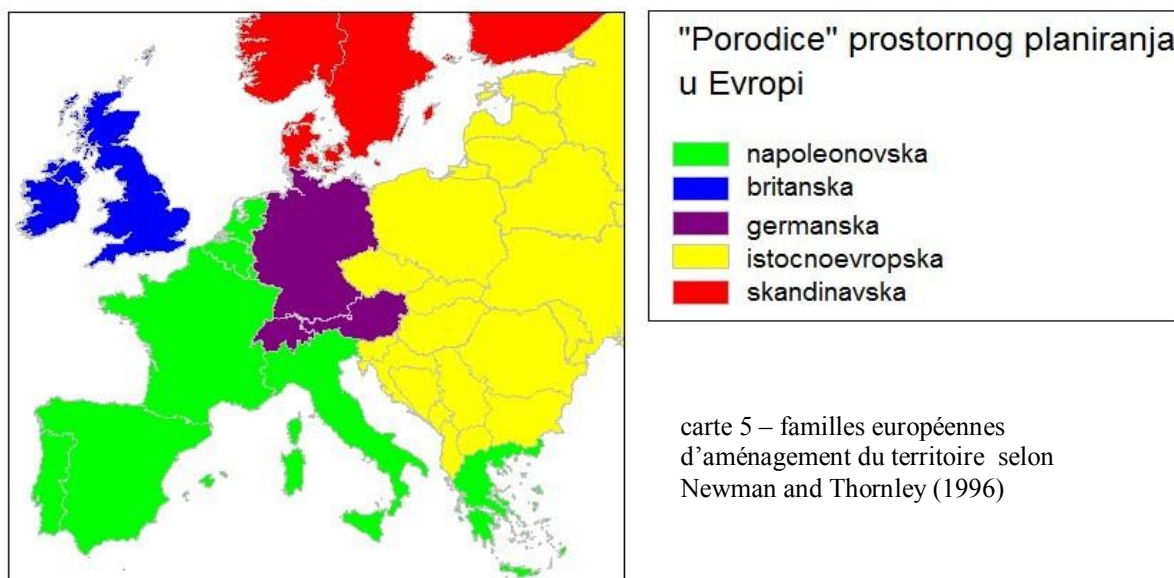 "Porodice" prostornog planiranja
u Evropi
napoleonovska
britanska
germanska
istocnoevropska
skandinavska
carte 5 – familles européennes
d'aménagement du territoire selon
Newman and Thornley (1996)